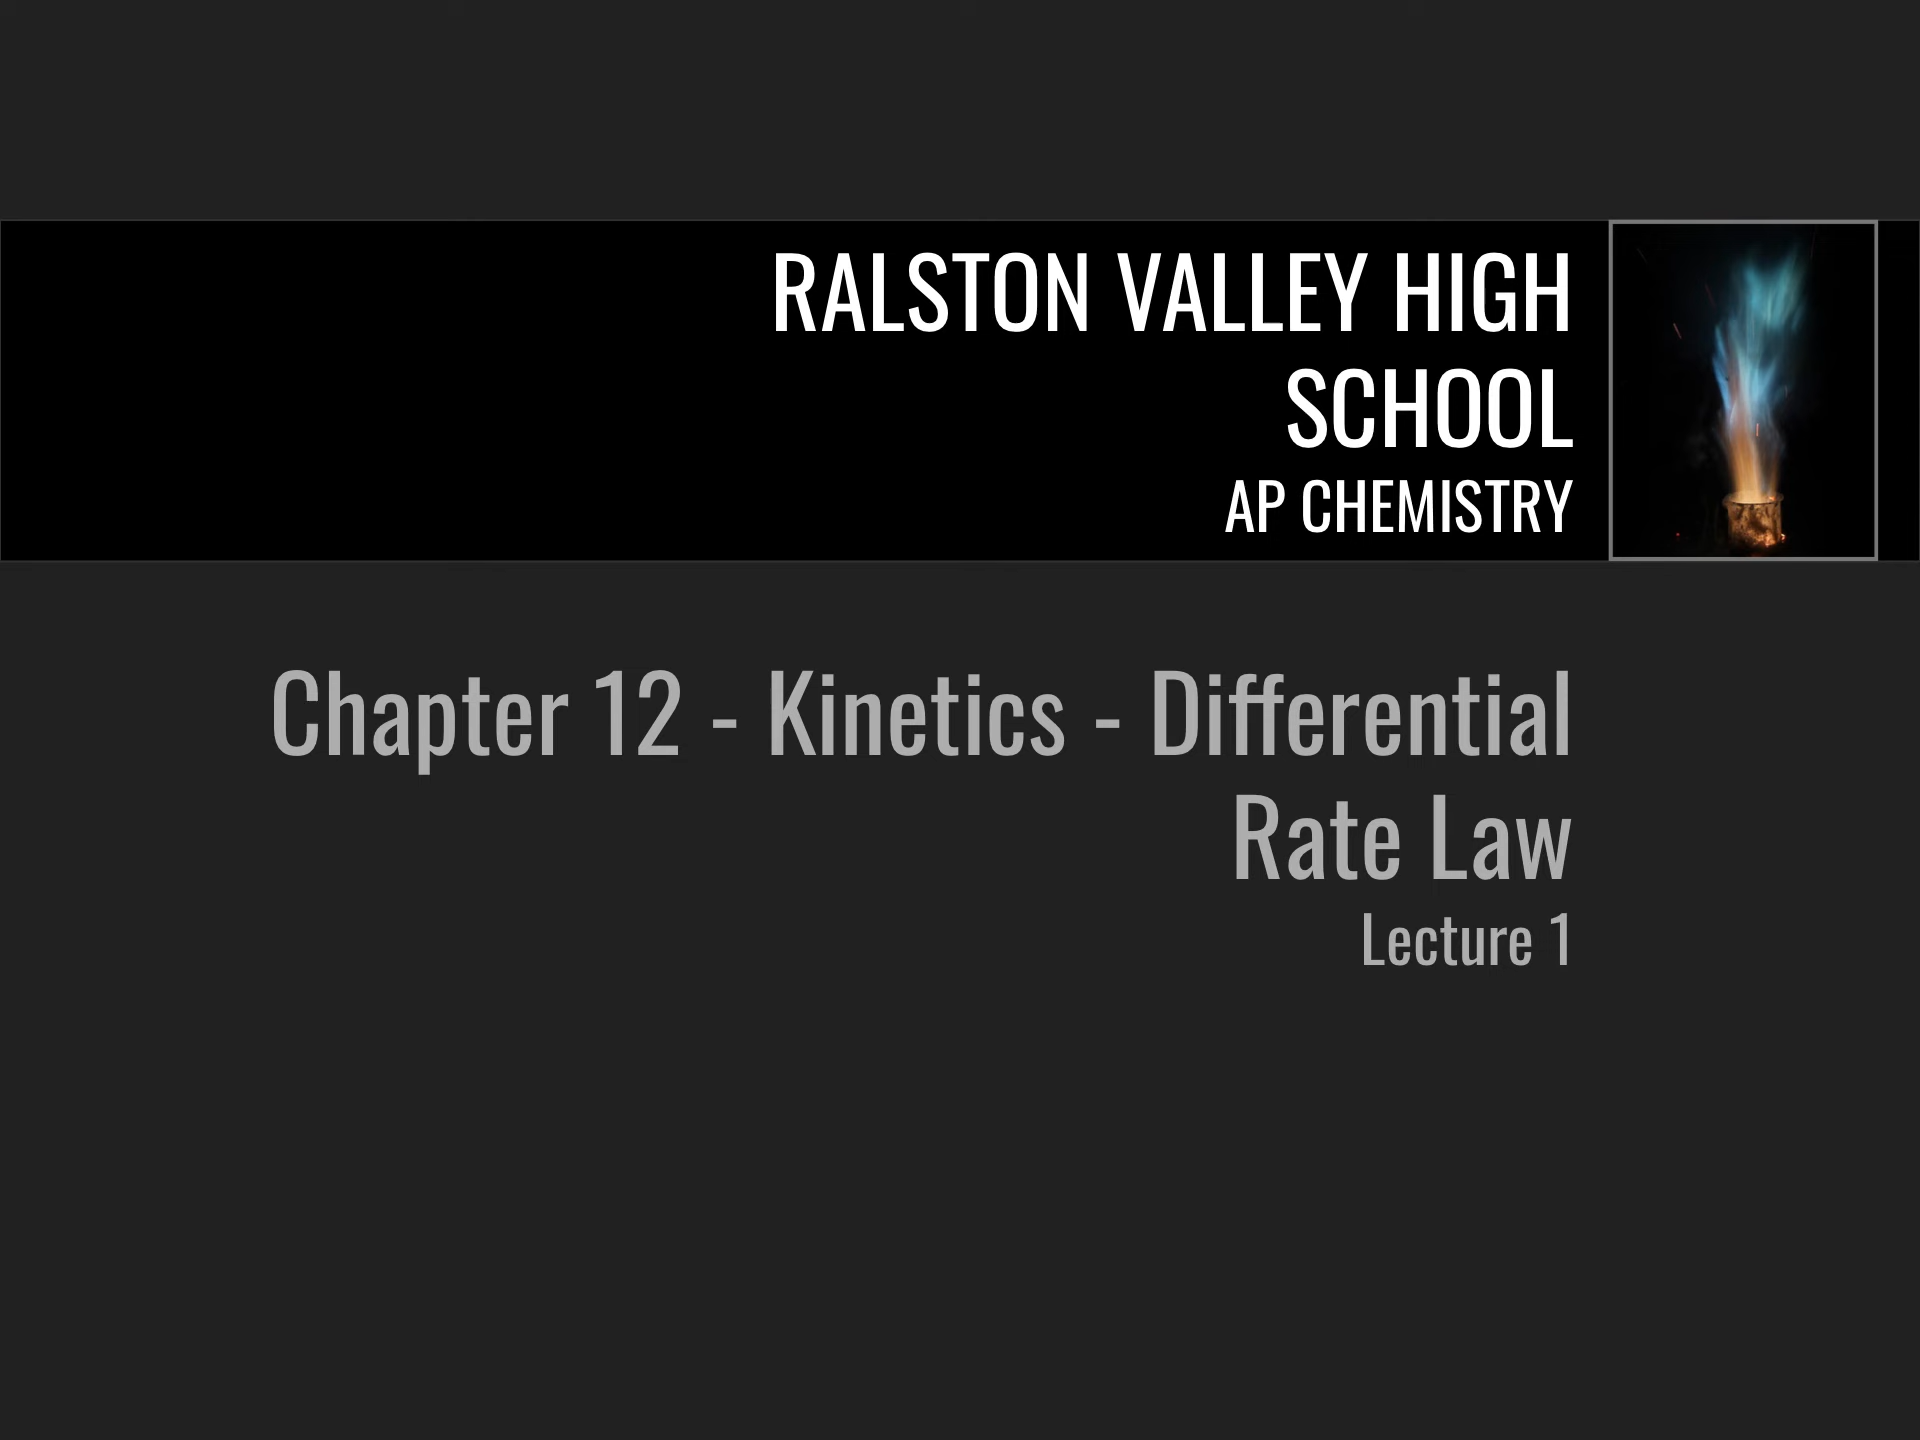 RALSTON VALLEY HIGH
SCHOOL
AP CHEMISTRY
Chapter 12 - Kinetics - Differential
Rate Law
Lecture 1